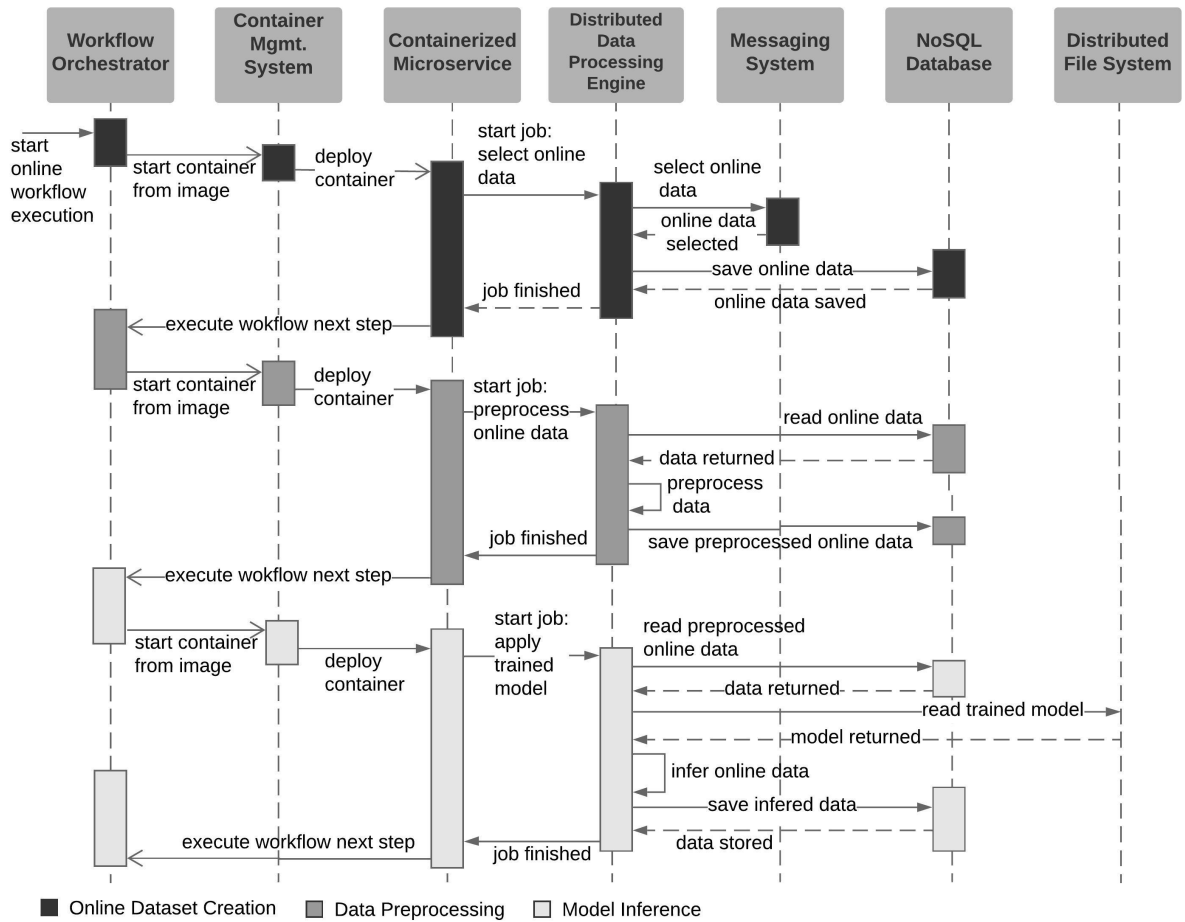 Workflow
Orchestrator
Container
Mgmt.
System
Containerized
Microservice
Distributed
Data
Processing
Engine
Messaging
System
NoSQL
Database
Distributed
File System
start
online
workflow
execution
start container
from image
deploy
container
start job:
select online
data
select online
data
online data
selected
save online data
online data saved
job finished
execute wokflow next step
start container
from image
deploy
container
start job:
preprocess
online data
read online data
data returned
preprocess
data
save preprocessed online data
job finished
execute wokflow next step
start container
from image
deploy
container
start job:
apply
trained
model
read preprocessed
online data
data returned
read trained model
model returned
infer online data
save infered data
data stored
job finished
execute workflow next step
Online Dataset Creation
Data Preprocessing
Model Inference